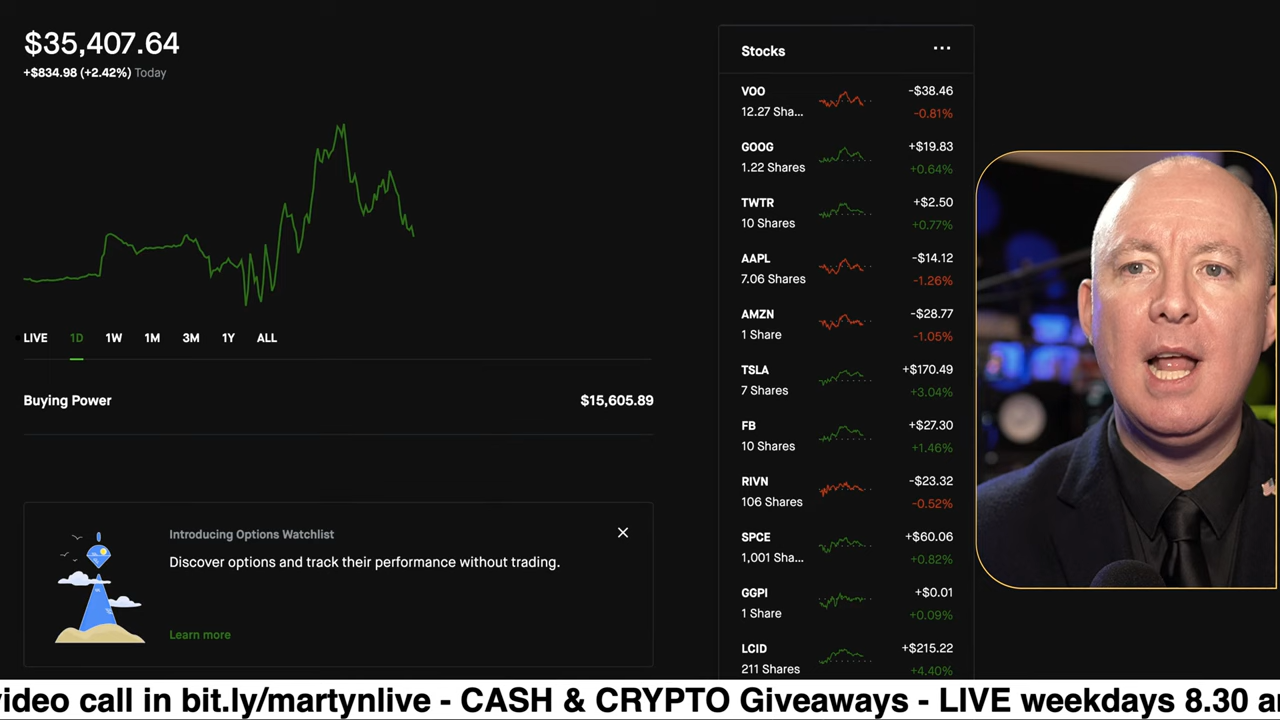 $35,407.64
+$834.98 (+2.42%) Today
LIVE 1D 1W 1M 3M 1Y ALL
Buying Power $15,605.89
Introducing Options Watchlist
Discover options and track their performance without trading.
Learn more
Stocks
VOO -$38.46
12.27 Sha... -0.81%
GOOG +$19.83
1.22 Shares +0.64%
TWTR +$2.50
10 Shares +0.77%
AAPL -$14.12
7.06 Shares -1.26%
AMZN -$28.77
1 Share -1.05%
TSLA +$170.49
7 Shares +3.04%
FB +$27.30
10 Shares +1.46%
RIVN -$23.32
106 Shares -0.52%
SPCE +$60.06
1,001 Sha... +0.82%
GGPI +$0.01
1 Share +0.09%
LCID +$215.22
211 Shares +4.40%
video call in bit.ly/martynlive - CASH & CRYPTO Giveaways - LIVE weekdays 8.30 a